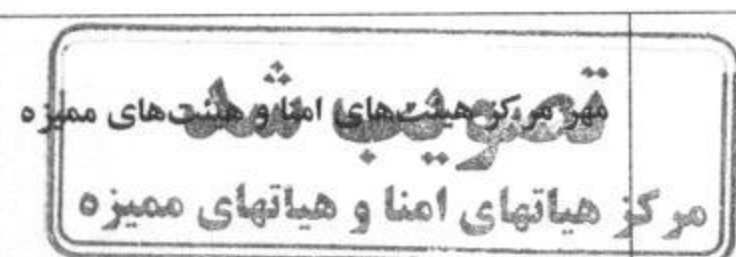 تصویب شد
مهر مرکز هیئت‌های امنا و هیئت‌های ممیزه
مرکز هیاتهای امنا و هیاتهای ممیزه